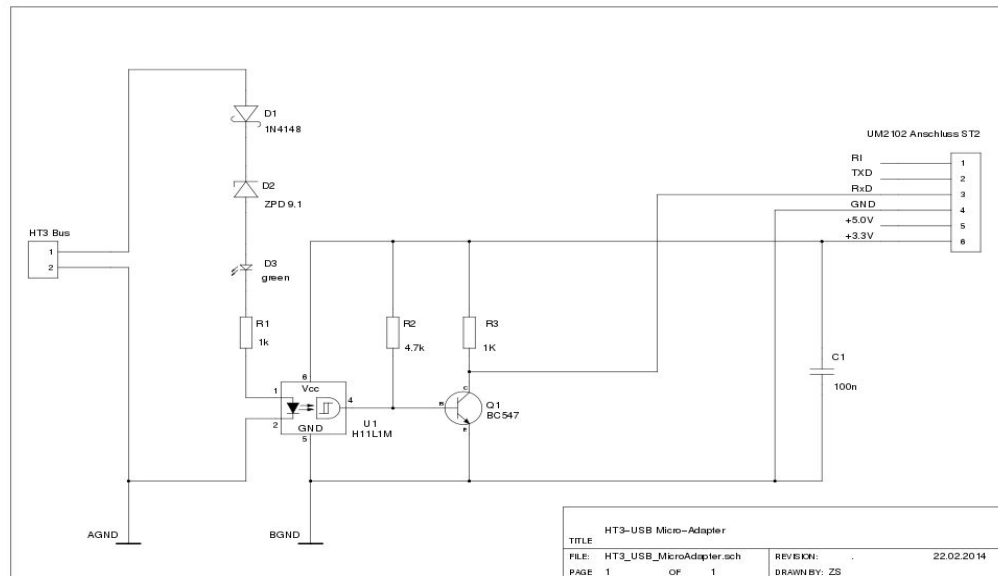 D1
1N4148
UM2102 Anschluss ST2
RI 1
TXD 2
D2
RxD 3
ZPD 9.1
GND 4
HT3 Bus
+5.0V 5
+3.3V 6
1
2
D3
green
R1
1k
R2
4.7k
R3
1K
C1
100n
6
Vcc
1
4
C
B
E
Q1
BC547
2
GND
5
U1
H11L1M
AGND
BGND
TITLE HT3-USB Micro-Adapter
FILE: HT3_USB_MicroAdapter.sch REVISION: . 22.02.2014
PAGE 1 OF 1 DRAWN BY: ZS